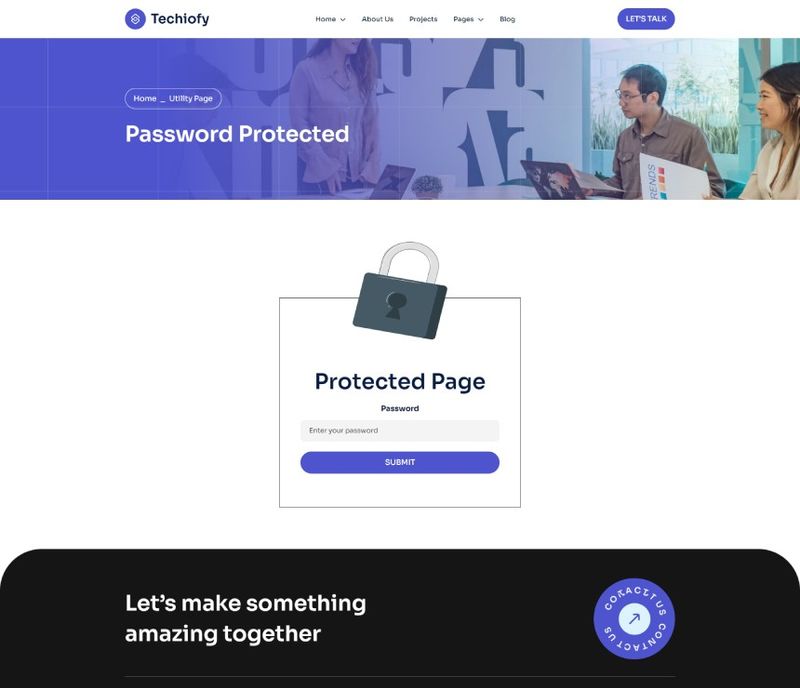 Techiofy
Home
About Us
Projects
Pages
Blog
LET'S TALK
Home _ Utility Page
Password Protected
RENDS
Protected Page
Password
Enter your password
SUBMIT
Let's make something
amazing together
CONTACT US CONTACT US